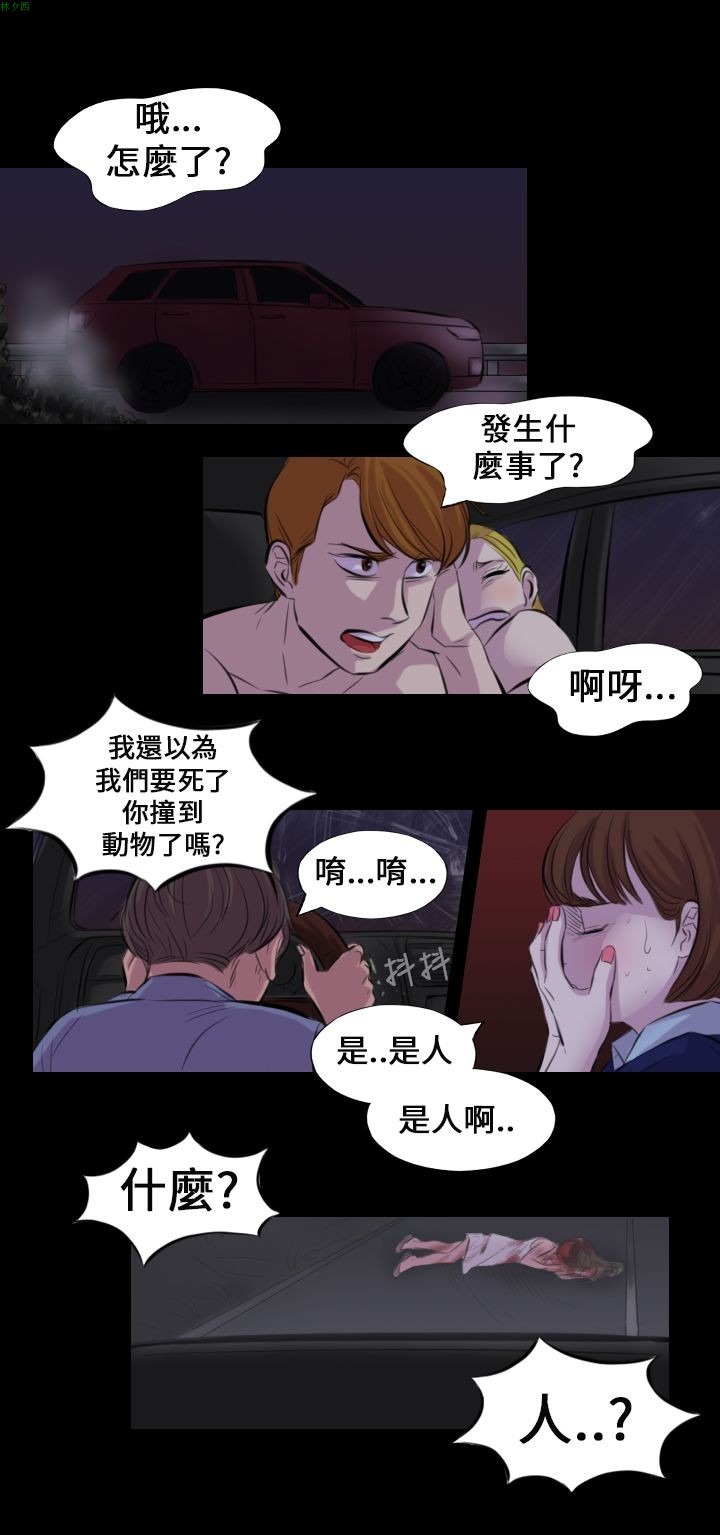 林夕西
哦...
怎麼了?
發生什
麼事了?
啊呀...
我還以為
我們要死了
你撞到
動物了嗎?
唷...唷...
抖抖
是..是人
是人啊..
什麼?
人..?